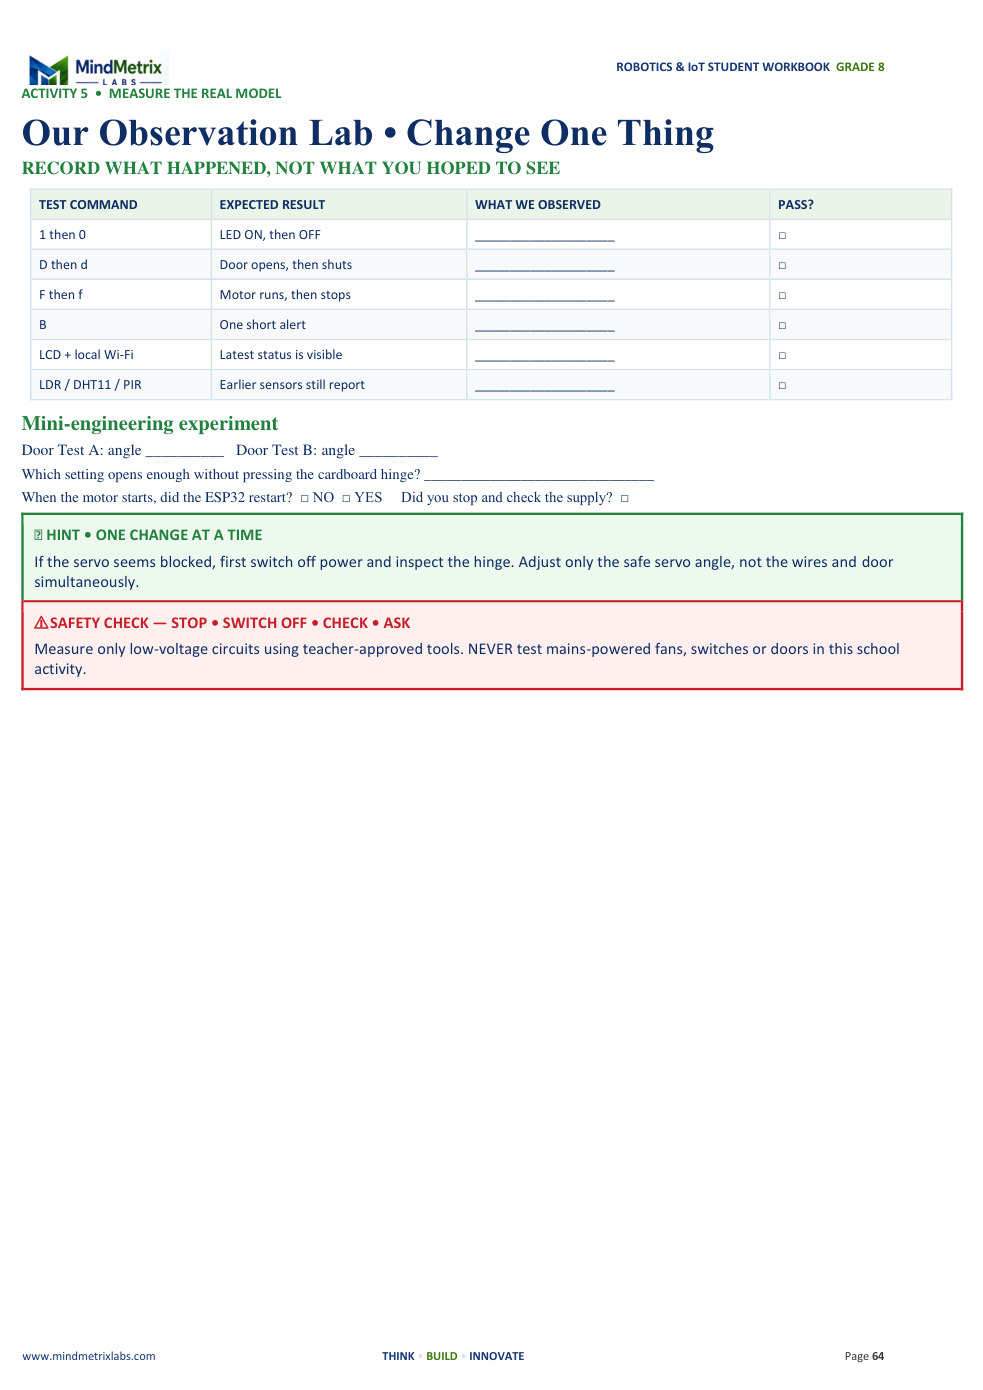 MindMetrix
LABS
ROBOTICS & IoT STUDENT WORKBOOK GRADE 8
ACTIVITY 5 • MEASURE THE REAL MODEL
Our Observation Lab • Change One Thing
RECORD WHAT HAPPENED, NOT WHAT YOU HOPED TO SEE
TEST COMMAND EXPECTED RESULT WHAT WE OBSERVED PASS?
1 then 0 LED ON, then OFF ____________________ □
D then d Door opens, then shuts ____________________ □
F then f Motor runs, then stops ____________________ □
B One short alert ____________________ □
LCD + local Wi-Fi Latest status is visible ____________________ □
LDR / DHT11 / PIR Earlier sensors still report ____________________ □
Mini-engineering experiment
Door Test A: angle __________ Door Test B: angle __________
Which setting opens enough without pressing the cardboard hinge? ______________________________
When the motor starts, did the ESP32 restart? □ NO □ YES Did you stop and check the supply? □
HINT • ONE CHANGE AT A TIME
If the servo seems blocked, first switch off power and inspect the hinge. Adjust only the safe servo angle, not the wires and door
simultaneously.
⚠SAFETY CHECK — STOP • SWITCH OFF • CHECK • ASK
Measure only low-voltage circuits using teacher-approved tools. NEVER test mains-powered fans, switches or doors in this school
activity.
www.mindmetrixlabs.com THINK • BUILD • INNOVATE Page 64